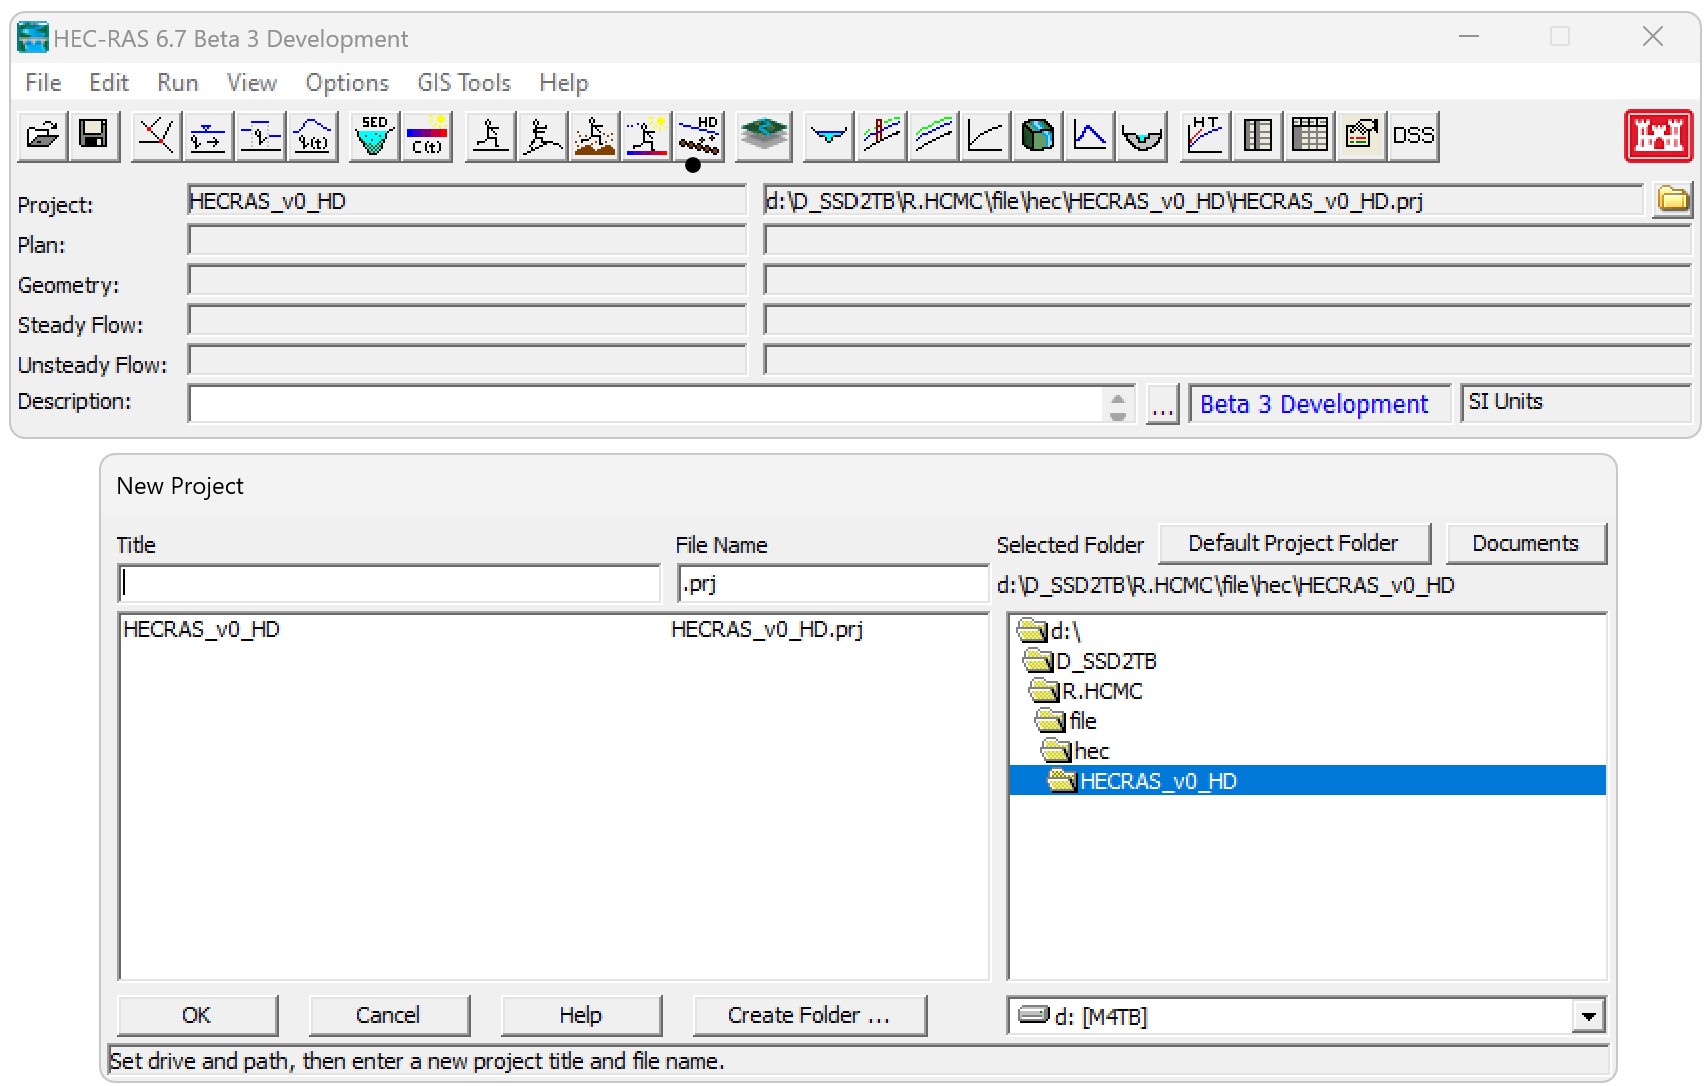 HEC-RAS 6.7 Beta 3 Development
File Edit Run View Options GIS Tools Help
SED C(t) HD HT DSS
Project: HECRAS_v0_HD d:\D_SSD2TB\R.HCMC\file\hec\HECRAS_v0_HD\HECRAS_v0_HD.prj
Plan:
Geometry:
Steady Flow:
Unsteady Flow:
Description: ... Beta 3 Development SI Units
New Project
Title File Name Selected Folder Default Project Folder Documents
.prj d:\D_SSD2TB\R.HCMC\file\hec\HECRAS_v0_HD
HECRAS_v0_HD HECRAS_v0_HD.prj d:\
D_SSD2TB
R.HCMC
file
hec
HECRAS_v0_HD
OK Cancel Help Create Folder ... d: [M4TB]
Set drive and path, then enter a new project title and file name.